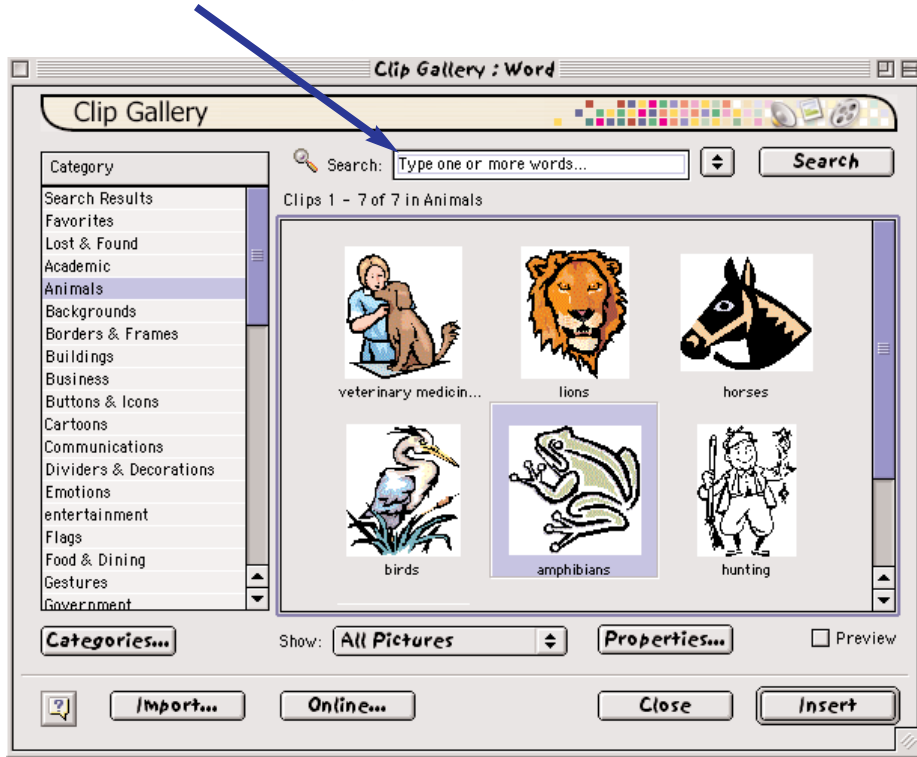 Clip Gallery : Word
Clip Gallery
Category
Search:
Type one or more words...
Search
Clips 1 - 7 of 7 in Animals
Search Results
Favorites
Lost & Found
Academic
Animals
Backgrounds
Borders & Frames
Buildings
Business
Buttons & Icons
Cartoons
Communications
Dividers & Decorations
Emotions
entertainment
Flags
Food & Dining
Gestures
Government
veterinary medicin...
lions
horses
birds
amphibians
hunting
Categories...
Show:
All Pictures
Properties...
Preview
Import...
Online...
Close
Insert